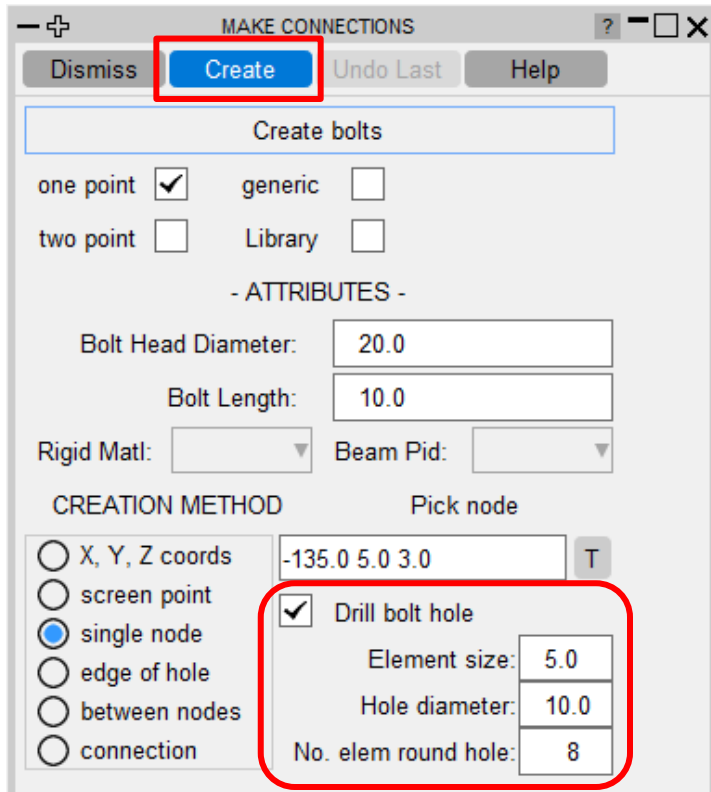 MAKE CONNECTIONS ?
Dismiss Create Undo Last Help
Create bolts
one point generic
two point Library
- ATTRIBUTES -
Bolt Head Diameter: 20.0
Bolt Length: 10.0
Rigid Matl: Beam Pid:
CREATION METHOD Pick node
X, Y, Z coords -135.0 5.0 3.0 T
screen point Drill bolt hole
single node Element size: 5.0
edge of hole Hole diameter: 10.0
between nodes
connection No. elem round hole: 8